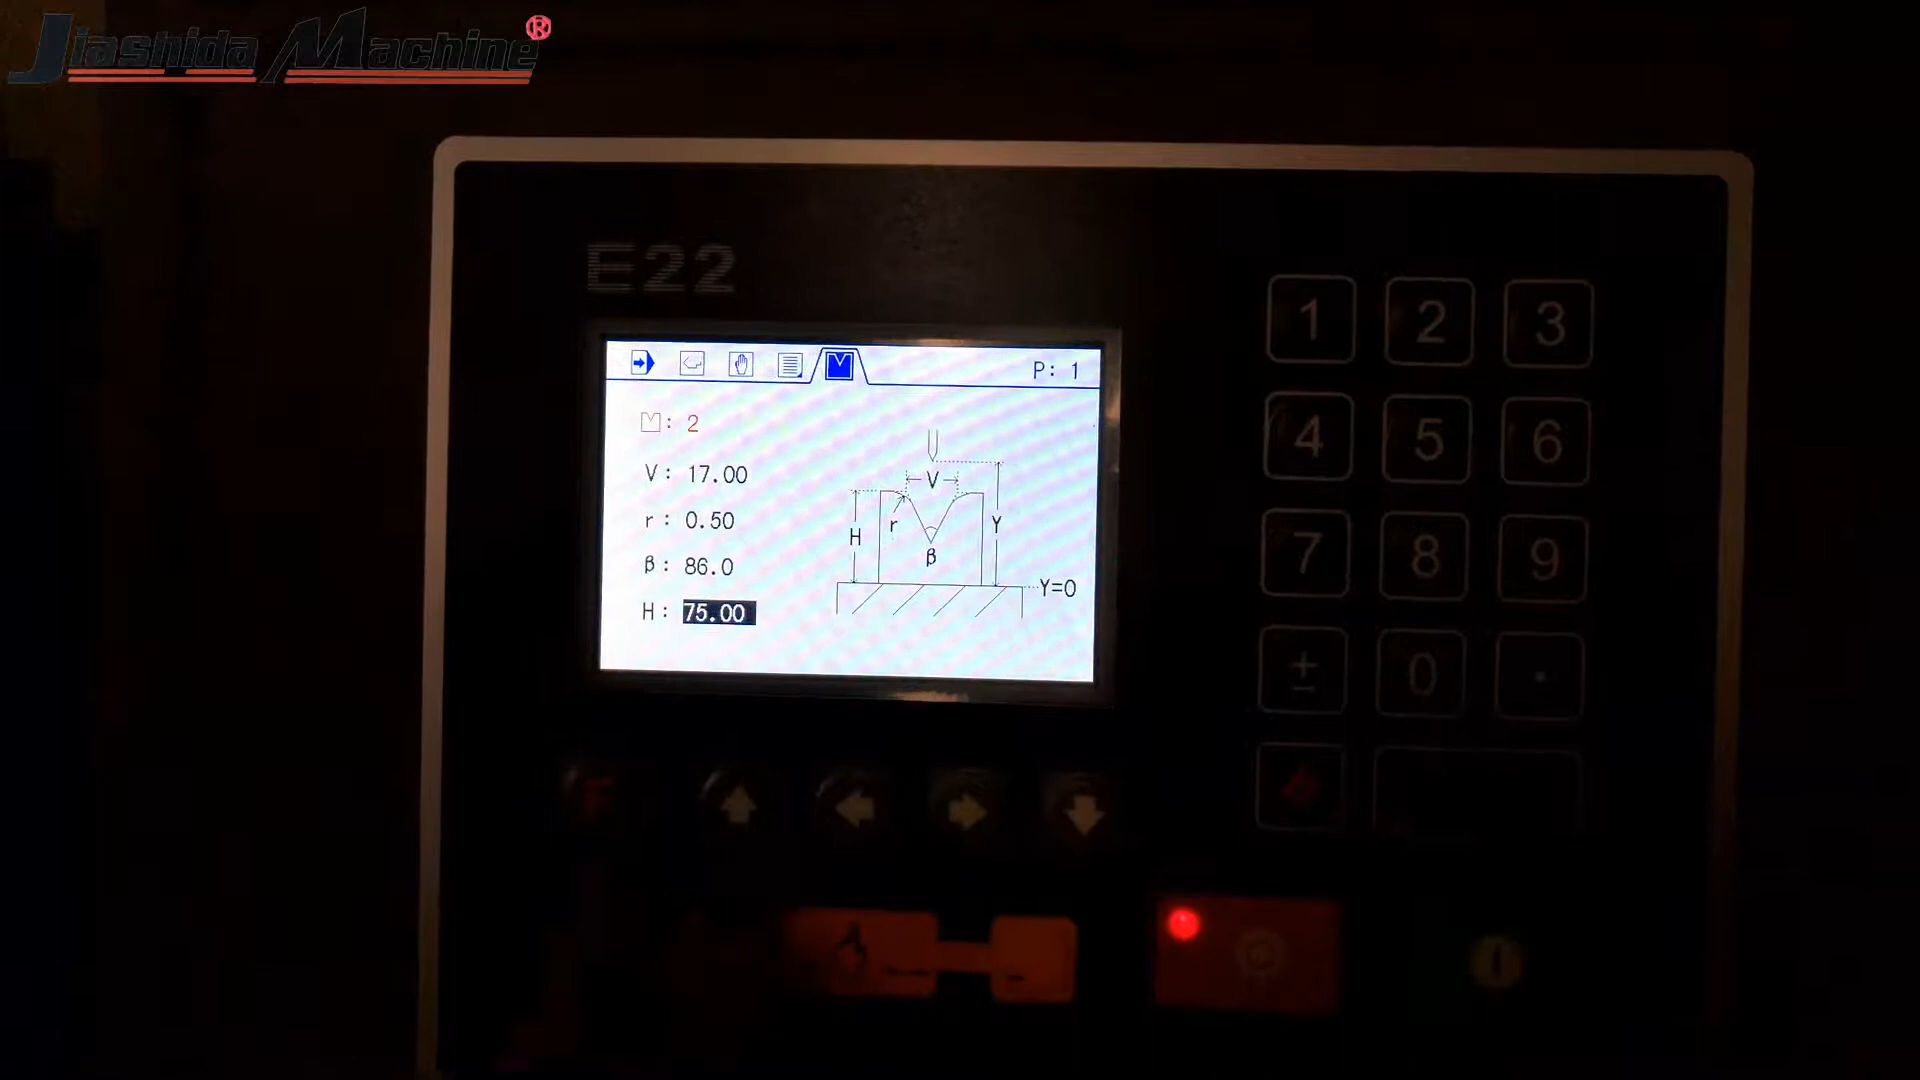 Jiashida Machine®
E22
P: 1
M: 2
V: 17.00
r: 0.50
β: 86.0
H: 75.00
V
r
H
Y
β
Y=0
1 2 3
4 5 6
7 8 9
± 0 .
F